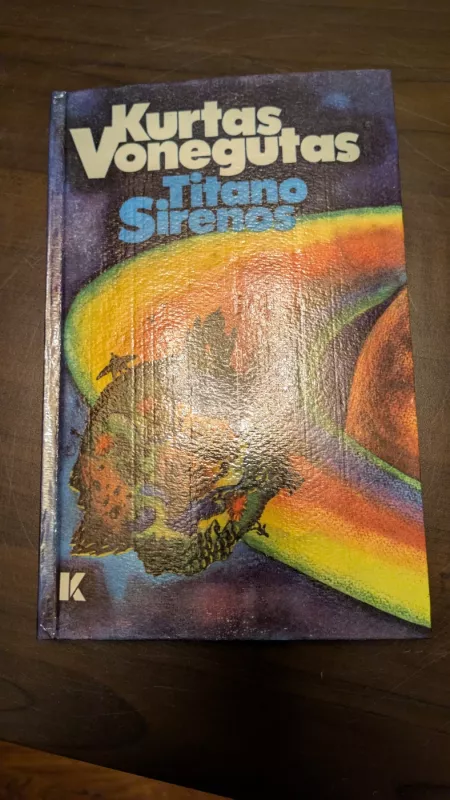 Kurtas
Vonegutas
Titano
Sirenos
K